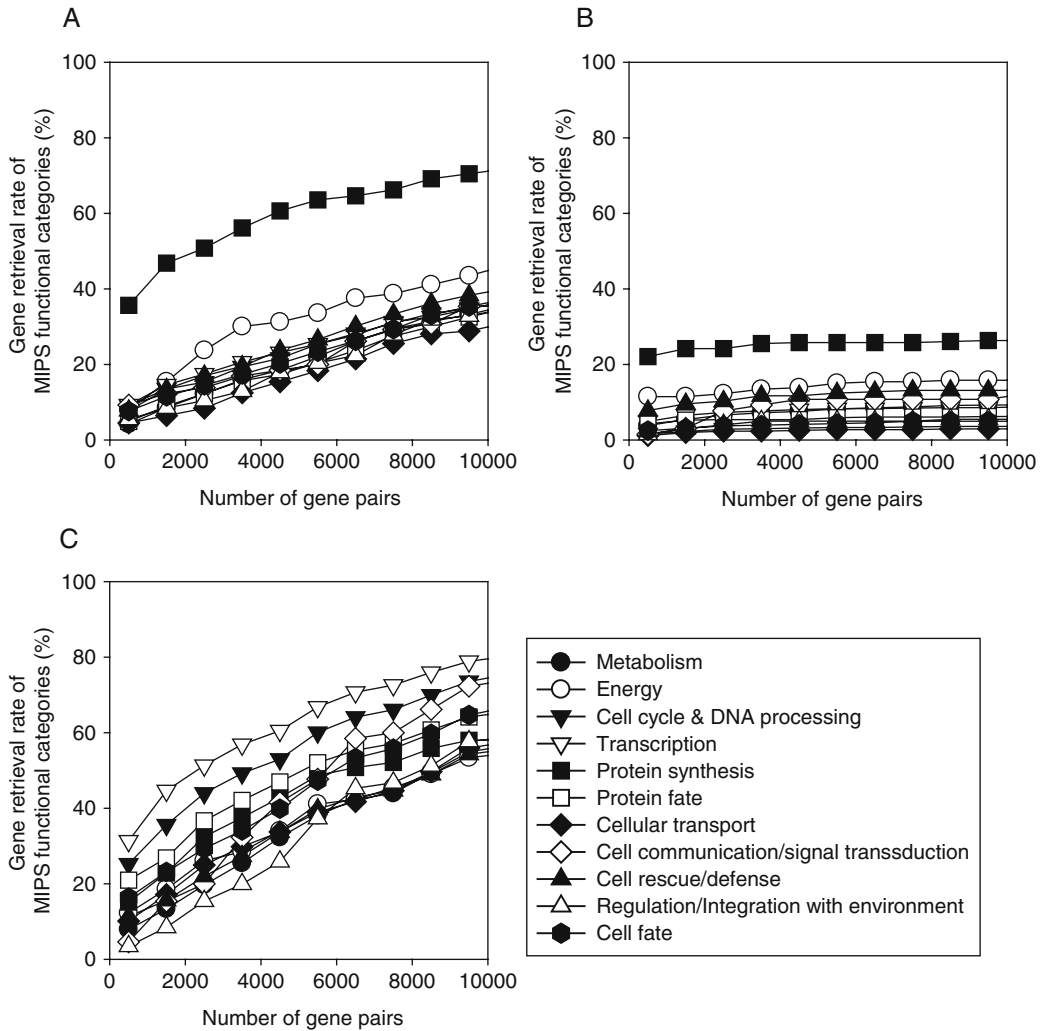 A
Gene retrieval rate of
MIPS functional categories (%)
100
80
60
40
20
0
0 2000 4000 6000 8000 10000
Number of gene pairs
B
Gene retrieval rate of
MIPS functional categories (%)
100
80
60
40
20
0
0 2000 4000 6000 8000 10000
Number of gene pairs
C
Gene retrieval rate of
MIPS functional categories (%)
100
80
60
40
20
0
0 2000 4000 6000 8000 10000
Number of gene pairs
Metabolism
Energy
Cell cycle & DNA processing
Transcription
Protein synthesis
Protein fate
Cellular transport
Cell communication/signal transsduction
Cell rescue/defense
Regulation/Integration with environment
Cell fate